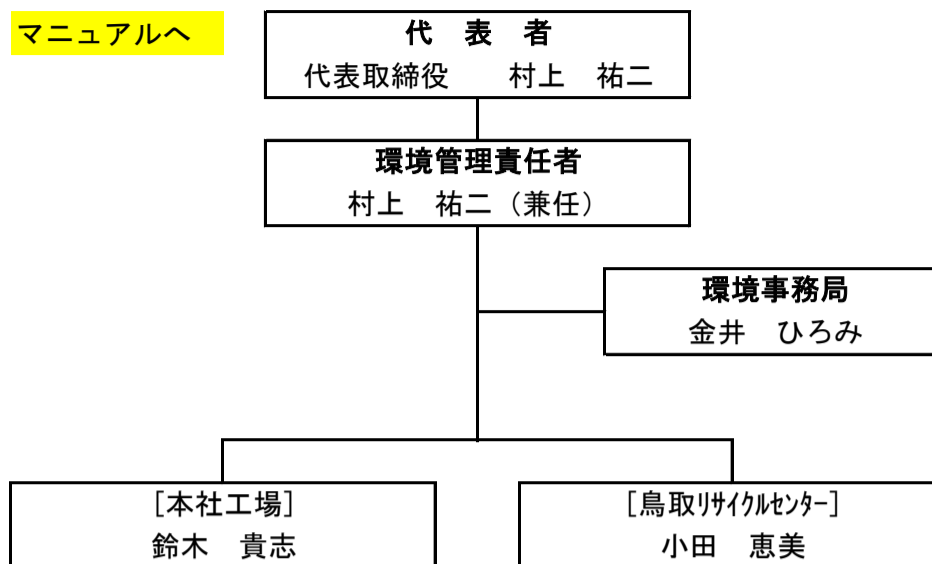 マニュアルへ
代　表　者
代表取締役　　村上　祐二
環境管理責任者
村上　祐二（兼任）
環境事務局
金井　ひろみ
［本社工場］
鈴木　貴志
［鳥取ﾘｻｲｸﾙｾﾝﾀｰ］
小田　恵美